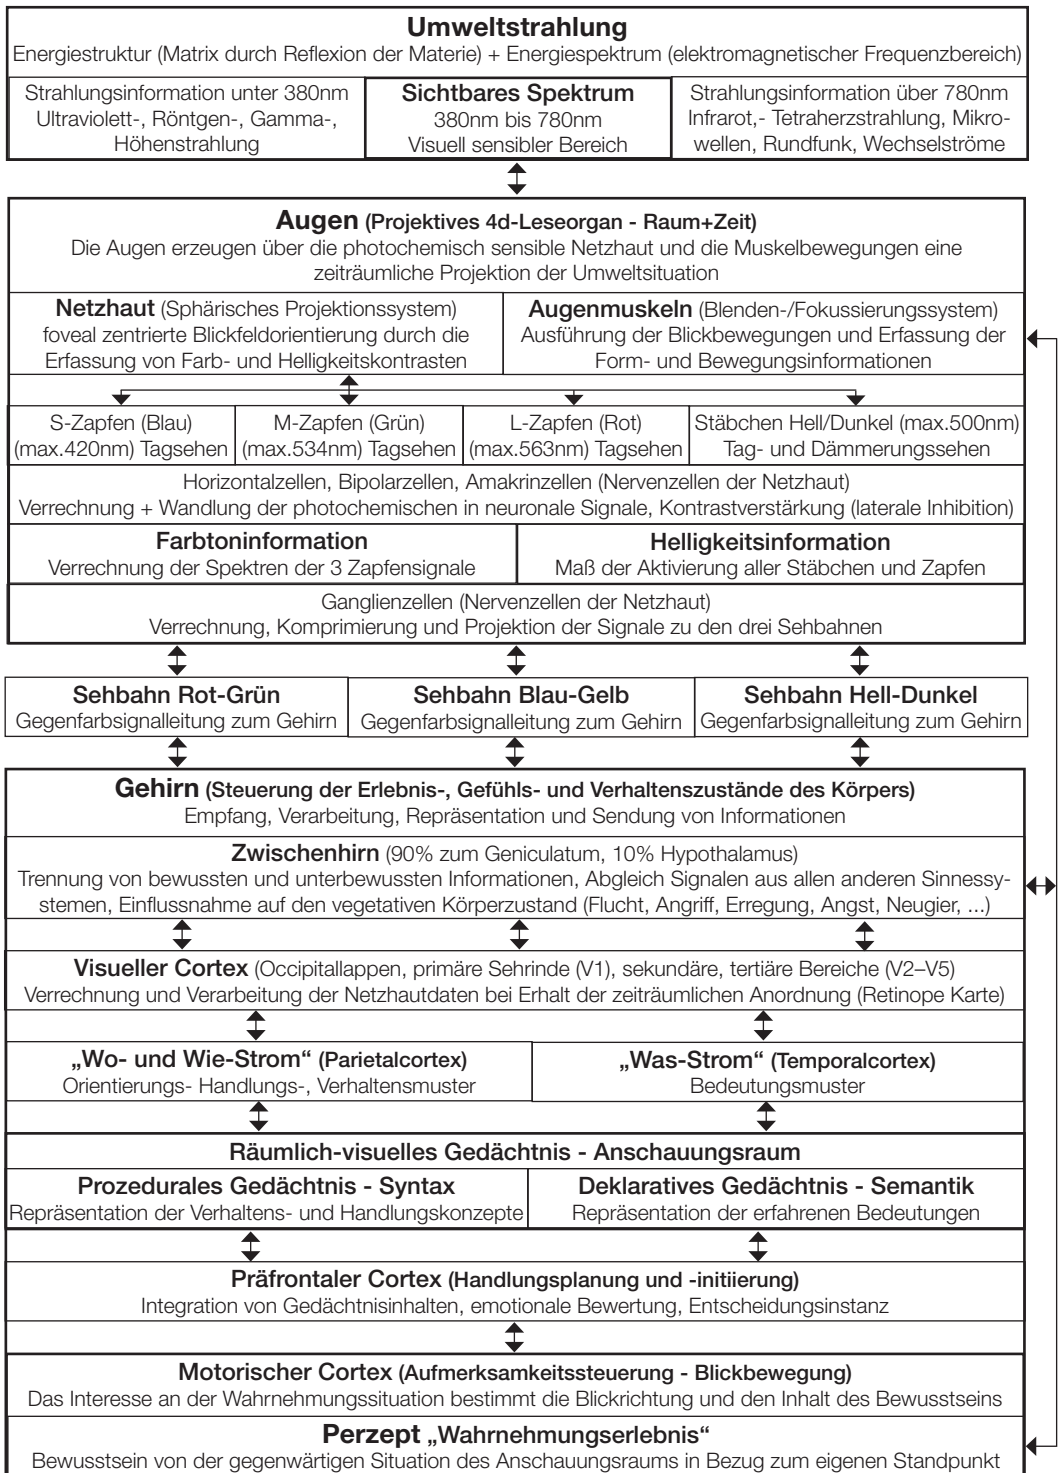 Umweltstrahlung
Energiestruktur (Matrix durch Reflexion der Materie) + Energiespektrum (elektromagnetischer Frequenzbereich)
Strahlungsinformation unter 380nm
Ultraviolett-, Röntgen-, Gamma-,
Höhenstrahlung
Sichtbares Spektrum
380nm bis 780nm
Visuell sensibler Bereich
Strahlungsinformation über 780nm
Infrarot,- Tetraherzstrahlung, Mikro-
wellen, Rundfunk, Wechselströme
Augen (Projektives 4d-Leseorgan - Raum+Zeit)
Die Augen erzeugen über die photochemisch sensible Netzhaut und die Muskelbewegungen eine
zeiträumliche Projektion der Umweltsituation
Netzhaut (Sphärisches Projektionssystem)
foveal zentrierte Blickfeldorientierung durch die
Erfassung von Farb- und Helligkeitskontrasten
Augenmuskeln (Blenden-/Fokussierungssystem)
Ausführung der Blickbewegungen und Erfassung der
Form- und Bewegungsinformationen
S-Zapfen (Blau)
(max.420nm) Tagsehen
M-Zapfen (Grün)
(max.534nm) Tagsehen
L-Zapfen (Rot)
(max.563nm) Tagsehen
Stäbchen Hell/Dunkel (max.500nm)
Tag- und Dämmerungssehen
Horizontalzellen, Bipolarzellen, Amakrinzellen (Nervenzellen der Netzhaut)
Verrechnung + Wandlung der photochemischen in neuronale Signale, Kontrastverstärkung (laterale Inhibition)
Farbtoninformation
Verrechnung der Spektren der 3 Zapfensignale
Helligkeitsinformation
Maß der Aktivierung aller Stäbchen und Zapfen
Ganglienzellen (Nervenzellen der Netzhaut)
Verrechnung, Komprimierung und Projektion der Signale zu den drei Sehbahnen
Sehbahn Rot-Grün
Gegenfarbsignalleitung zum Gehirn
Sehbahn Blau-Gelb
Gegenfarbsignalleitung zum Gehirn
Sehbahn Hell-Dunkel
Gegenfarbsignalleitung zum Gehirn
Gehirn (Steuerung der Erlebnis-, Gefühls- und Verhaltenszustände des Körpers)
Empfang, Verarbeitung, Repräsentation und Sendung von Informationen
Zwischenhirn (90% zum Geniculatum, 10% Hypothalamus)
Trennung von bewussten und unterbewussten Informationen, Abgleich Signalen aus allen anderen Sinnessy-
stemen, Einflussnahme auf den vegetativen Körperzustand (Flucht, Angriff, Erregung, Angst, Neugier, ...)
Visueller Cortex (Occipitallappen, primäre Sehrinde (V1), sekundäre, tertiäre Bereiche (V2–V5)
Verrechnung und Verarbeitung der Netzhautdaten bei Erhalt der zeiträumlichen Anordnung (Retinope Karte)
„Wo- und Wie-Strom“ (Parietalcortex)
Orientierungs- Handlungs-, Verhaltensmuster
„Was-Strom“ (Temporalcortex)
Bedeutungsmuster
Räumlich-visuelles Gedächtnis - Anschauungsraum
Prozedurales Gedächtnis - Syntax
Repräsentation der Verhaltens- und Handlungskonzepte
Deklaratives Gedächtnis - Semantik
Repräsentation der erfahrenen Bedeutungen
Präfrontaler Cortex (Handlungsplanung und -initiierung)
Integration von Gedächtnisinhalten, emotionale Bewertung, Entscheidungsinstanz
Motorischer Cortex (Aufmerksamkeitssteuerung - Blickbewegung)
Das Interesse an der Wahrnehmungssituation bestimmt die Blickrichtung und den Inhalt des Bewusstseins
Perzept „Wahrnehmungserlebnis“
Bewusstsein von der gegenwärtigen Situation des Anschauungsraums in Bezug zum eigenen Standpunkt